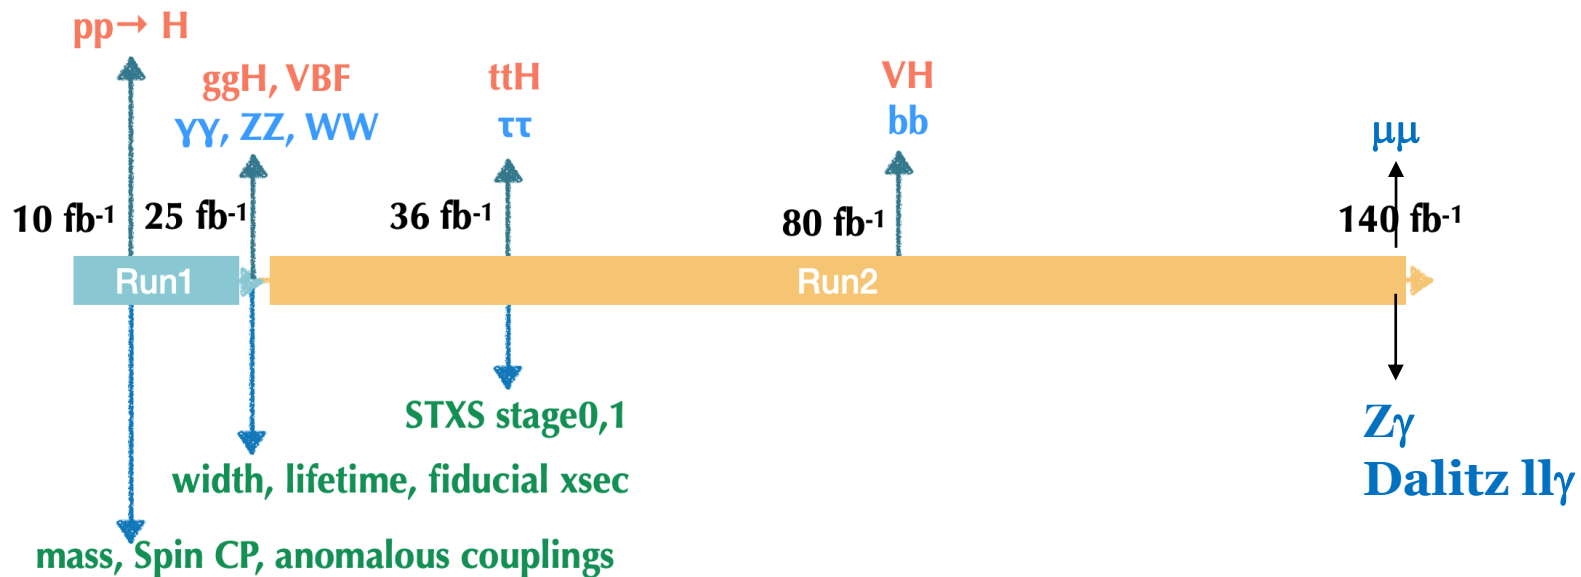 pp→ H
ggH, VBF
γγ, ZZ, WW
ttH
ττ
VH
bb
μμ
10 fb-1
25 fb-1
36 fb-1
80 fb-1
140 fb-1
Run1
Run2
STXS stage0,1
width, lifetime, fiducial xsec
mass, Spin CP, anomalous couplings
Zγ
Dalitz llγ